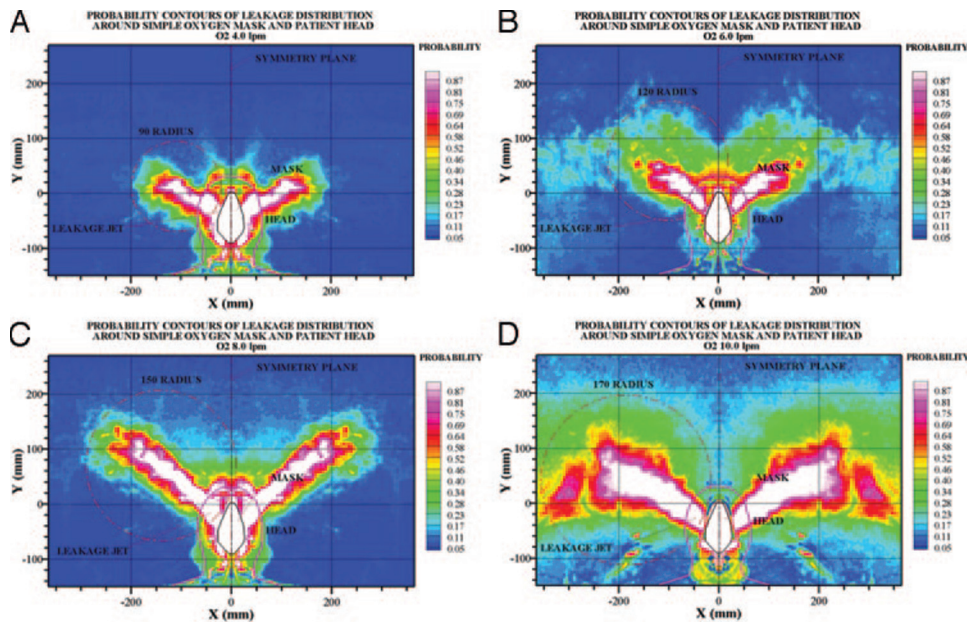 A
PROBABILITY CONTOURS OF LEAKAGE DISTRIBUTION
AROUND SIMPLE OXYGEN MASK AND PATIENT HEAD
O2 4.0 lpm
PROBABILITY
SYMMETRY PLANE
90 RADIUS
MASK
HEAD
LEAKAGE JET
Y (mm)
200
100
0
-100
-200
0
200
X (mm)
0.87
0.81
0.75
0.69
0.64
0.58
0.52
0.46
0.40
0.34
0.28
0.23
0.17
0.11
0.05
B
PROBABILITY CONTOURS OF LEAKAGE DISTRIBUTION
AROUND SIMPLE OXYGEN MASK AND PATIENT HEAD
O2 6.0 lpm
PROBABILITY
SYMMETRY PLANE
120 RADIUS
MASK
HEAD
LEAKAGE JET
Y (mm)
200
100
0
-100
-200
0
200
X (mm)
0.87
0.81
0.75
0.69
0.64
0.58
0.52
0.46
0.40
0.34
0.28
0.23
0.17
0.11
0.05
C
PROBABILITY CONTOURS OF LEAKAGE DISTRIBUTION
AROUND SIMPLE OXYGEN MASK AND PATIENT HEAD
O2 8.0 lpm
PROBABILITY
SYMMETRY PLANE
150 RADIUS
MASK
HEAD
LEAKAGE JET
Y (mm)
200
100
0
-100
-200
0
200
X (mm)
0.87
0.81
0.75
0.69
0.64
0.58
0.52
0.46
0.40
0.34
0.28
0.23
0.17
0.11
0.05
D
PROBABILITY CONTOURS OF LEAKAGE DISTRIBUTION
AROUND SIMPLE OXYGEN MASK AND PATIENT HEAD
O2 10.0 lpm
PROBABILITY
SYMMETRY PLANE
170 RADIUS
MASK
HEAD
LEAKAGE JET
Y (mm)
200
100
0
-100
-200
0
200
X (mm)
0.87
0.81
0.75
0.69
0.64
0.58
0.52
0.46
0.40
0.34
0.28
0.23
0.17
0.11
0.05